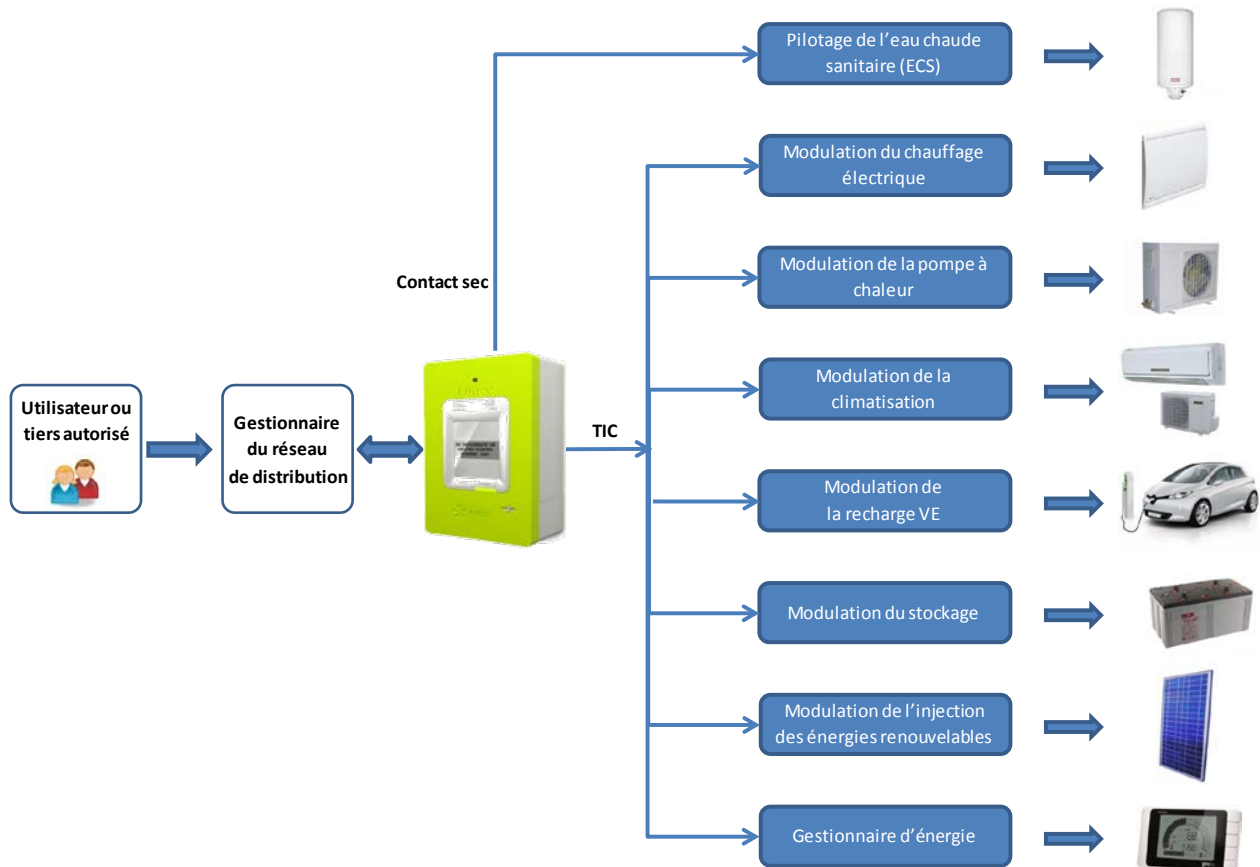 Pilotage de l'eau chaude
sanitaire (ECS)
Modulation du chauffage
électrique
Modulation de la pompe à
chaleur
Contact sec
Utilisateur ou
tiers autorisé
Gestionnaire
du réseau
de distribution
TIC
Modulation de la
climatisation
Modulation de
la recharge VE
Modulation du stockage
Modulation de l'injection
des énergies renouvelables
Gestionnaire d'énergie